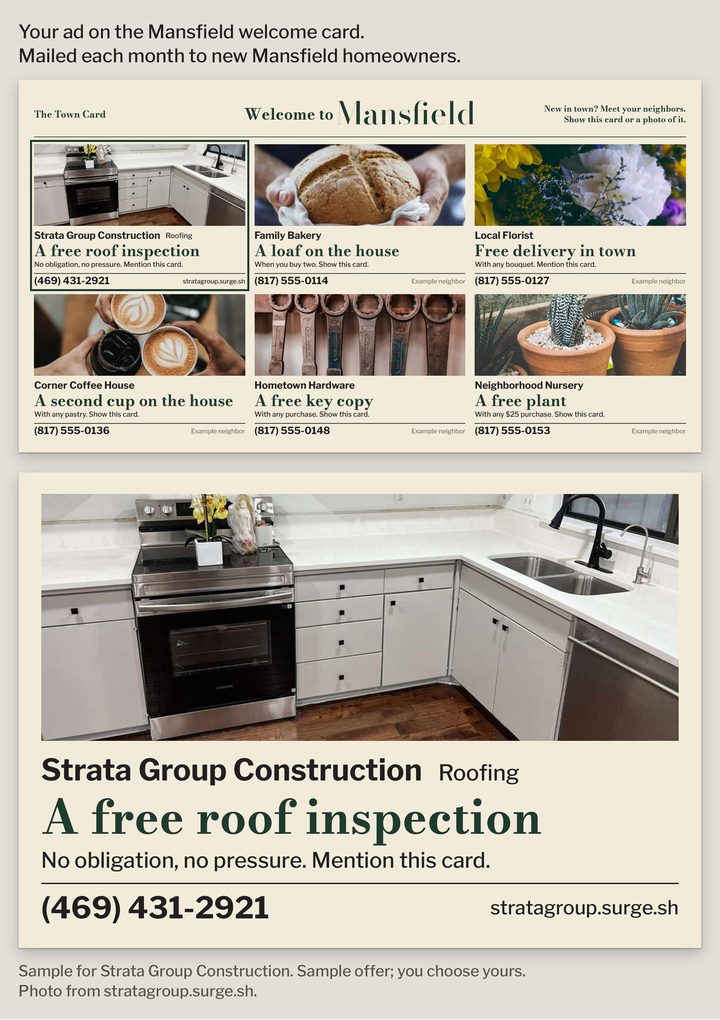 Your ad on the Mansfield welcome card.
Mailed each month to new Mansfield homeowners.
The Town Card
Welcome to Mansfield
New in town? Meet your neighbors.
Show this card or a photo of it.
Strata Group Construction Roofing
A free roof inspection
No obligation, no pressure. Mention this card.
(469) 431-2921
stratagroup.surge.sh
Family Bakery
A loaf on the house
When you buy two. Show this card.
(817) 555-0114
Example neighbor
Local Florist
Free delivery in town
With any bouquet. Mention this card.
(817) 555-0127
Example neighbor
Corner Coffee House
A second cup on the house
With any pastry. Show this card.
(817) 555-0136
Example neighbor
Hometown Hardware
A free key copy
With any purchase. Show this card.
(817) 555-0148
Example neighbor
Neighborhood Nursery
A free plant
With any $25 purchase. Show this card.
(817) 555-0153
Example neighbor
Strata Group Construction Roofing
A free roof inspection
No obligation, no pressure. Mention this card.
(469) 431-2921
stratagroup.surge.sh
Sample for Strata Group Construction. Sample offer; you choose yours.
Photo from stratagroup.surge.sh.